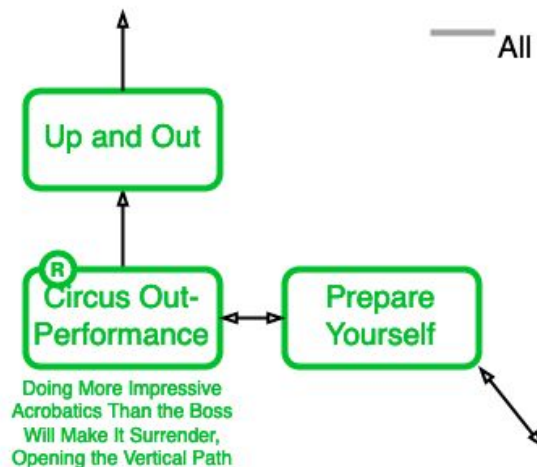 All
Up and Out
R
Circus Out-
Performance
Prepare
Yourself
Doing More Impressive
Acrobatics Than the Boss
Will Make It Surrender,
Opening the Vertical Path